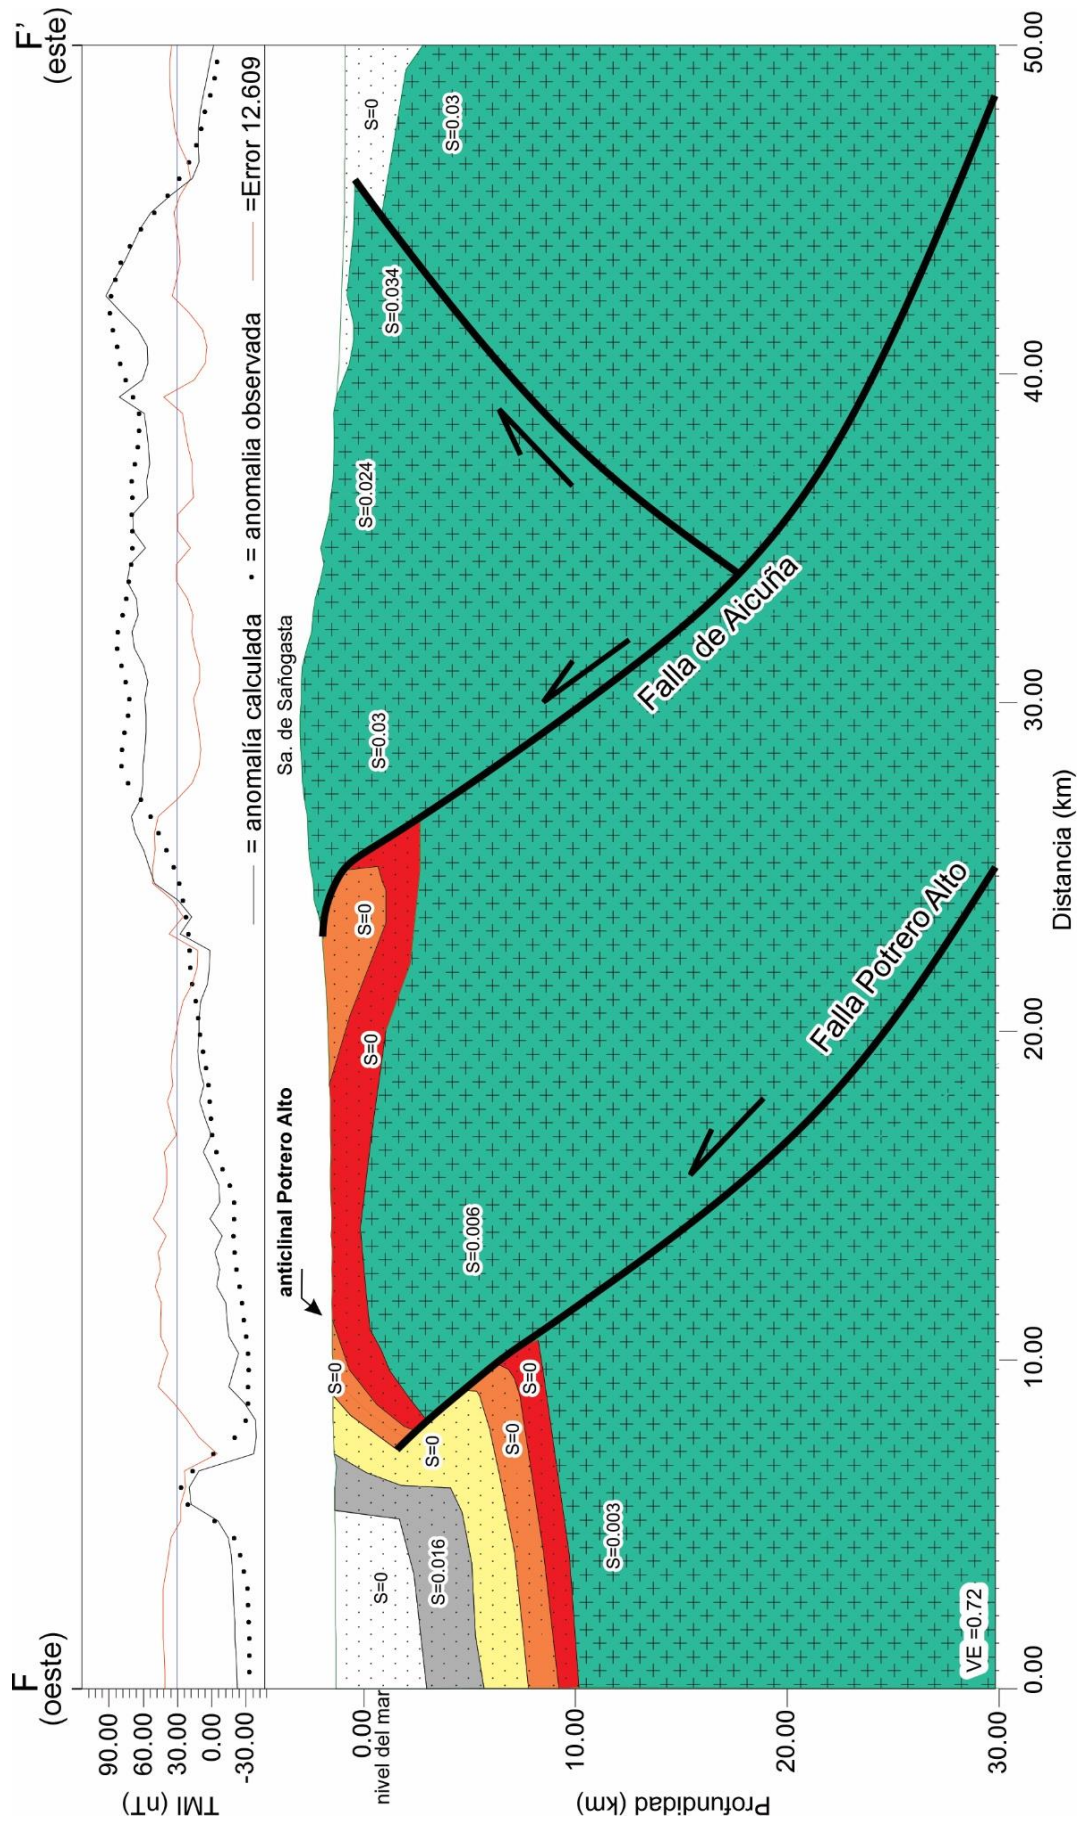 F
(oeste)
F'
(este)
TMI (nT)
90.00
60.00
30.00
0.00
-30.00
= anomalía calculada
= anomalia observada
=Error 12.609
Sa. de Sañogasta
anticlinal Potrero Alto
Profundidad (km)
0.00
nivel del mar
10.00
20.00
30.00
S=0
S=0.016
S=0
S=0
S=0
S=0
S=0.003
S=0.006
S=0
S=0
S=0.03
S=0.024
S=0.034
S=0
S=0.03
Falla Potrero Alto
Falla de Aicuña
VE =0.72
0.00
10.00
20.00
30.00
40.00
50.00
Distancia (km)